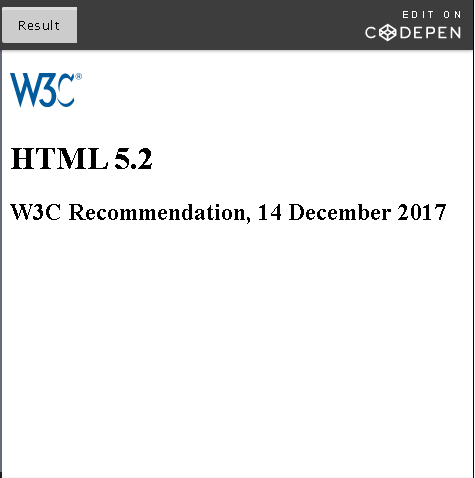 Result
EDIT ON
CODEPEN
W3C®
HTML 5.2
W3C Recommendation, 14 December 2017